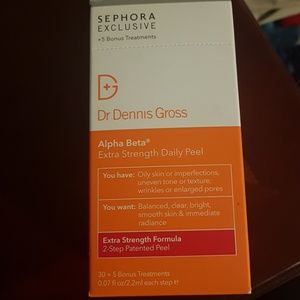 SEPHORA
EXCLUSIVE
+5 Bonus Treatments
Dr Dennis Gross
Alpha Beta®
Extra Strength Daily Peel
You have: Oily skin or imperfections,
uneven tone or texture,
wrinkles or enlarged pores
You want: Balanced, clear, bright,
smooth skin & immediate
radiance
Extra Strength Formula
2-Step Patented Peel
30 + 5 Bonus Treatments
0.07 fl oz/2.2ml each step ℮